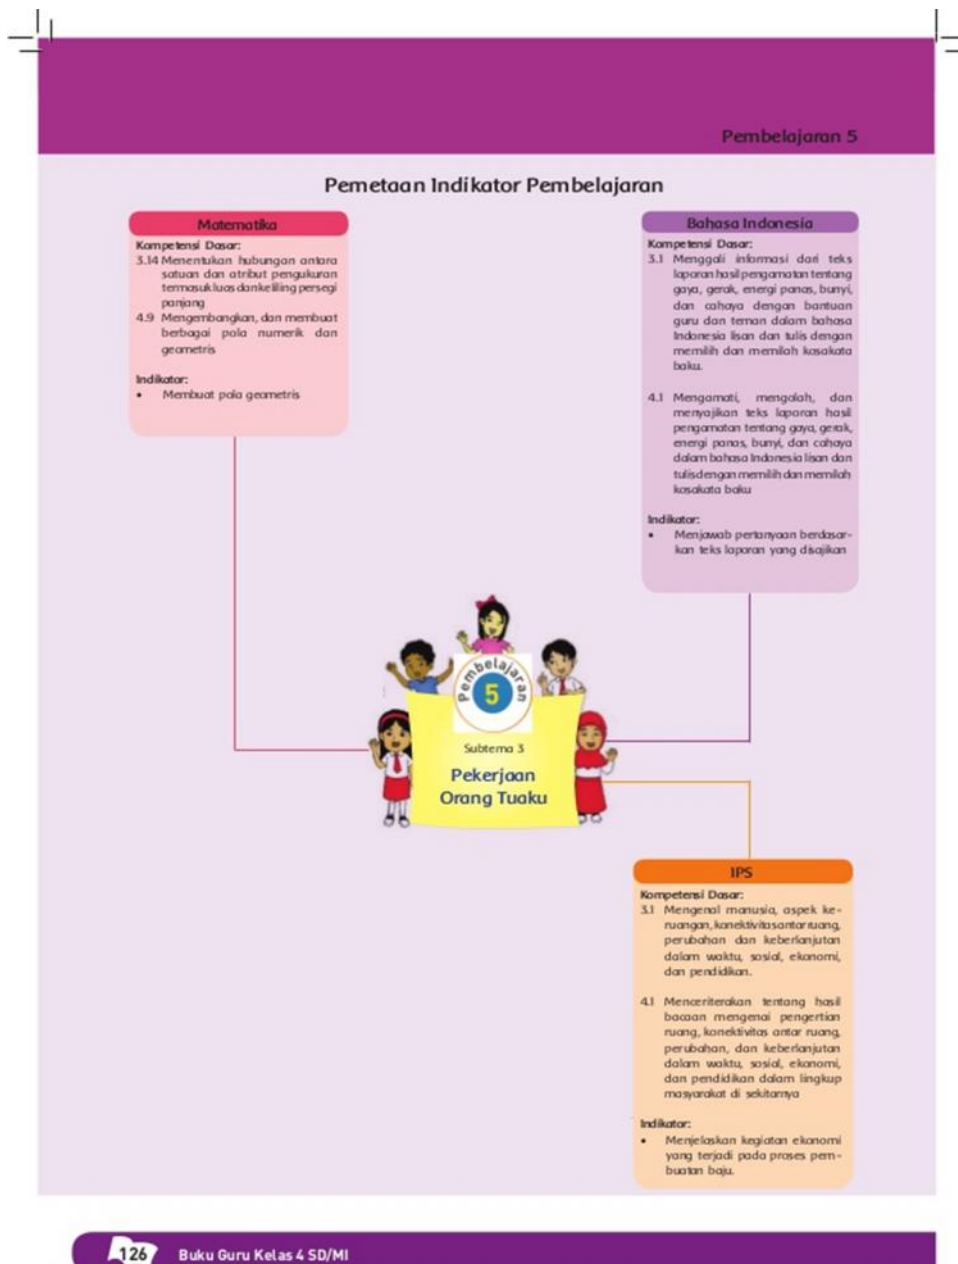 Pembelajaran 5
Pemetaan Indikator Pembelajaran
Matematika
Kompetensi Dasar:
3.14 Menentukan hubungan antara
satuan dan atribut pengukuran
termasuk luas dan keliling persegi
panjang
4.9 Mengembangkan, dan membuat
berbagai pola numerik dan
geometris
Indikator:
• Membuat pola geometris
Bahasa Indonesia
Kompetensi Dasar:
3.1 Menggali informasi dari teks
laporan hasil pengamatan tentang
gaya, gerak, energi panas, bunyi,
dan cahaya dengan bantuan
guru dan teman dalam bahasa
Indonesia lisan dan tulis dengan
memilih dan memilah kosakata
baku.
4.1 Mengamati, mengolah, dan
menyajikan teks laporan hasil
pengamatan tentang gaya, gerak,
energi panas, bunyi, dan cahaya
dalam bahasa Indonesia lisan dan
tulis dengan memilih dan memilah
kosakata baku
Indikator:
• Menjawab pertanyaan berdasar-
kan teks laporan yang disajikan
Pembelajaran
5
Subtema 3
Pekerjaan
Orang Tuaku
IPS
Kompetensi Dasar:
3.1 Mengenal manusia, aspek ke-
ruangan, konektivitas antar ruang,
perubahan dan keberlanjutan
dalam waktu, sosial, ekonomi,
dan pendidikan.
4.1 Menceriterakan tentang hasil
bacaan mengenai pengertian
ruang, konektivitas antar ruang,
perubahan, dan keberlanjutan
dalam waktu, sosial, ekonomi,
dan pendidikan dalam lingkup
masyarakat di sekitarnya
Indikator:
• Menjelaskan kegiatan ekonomi
yang terjadi pada proses pem-
buatan baju.
126 Buku Guru Kelas 4 SD/MI